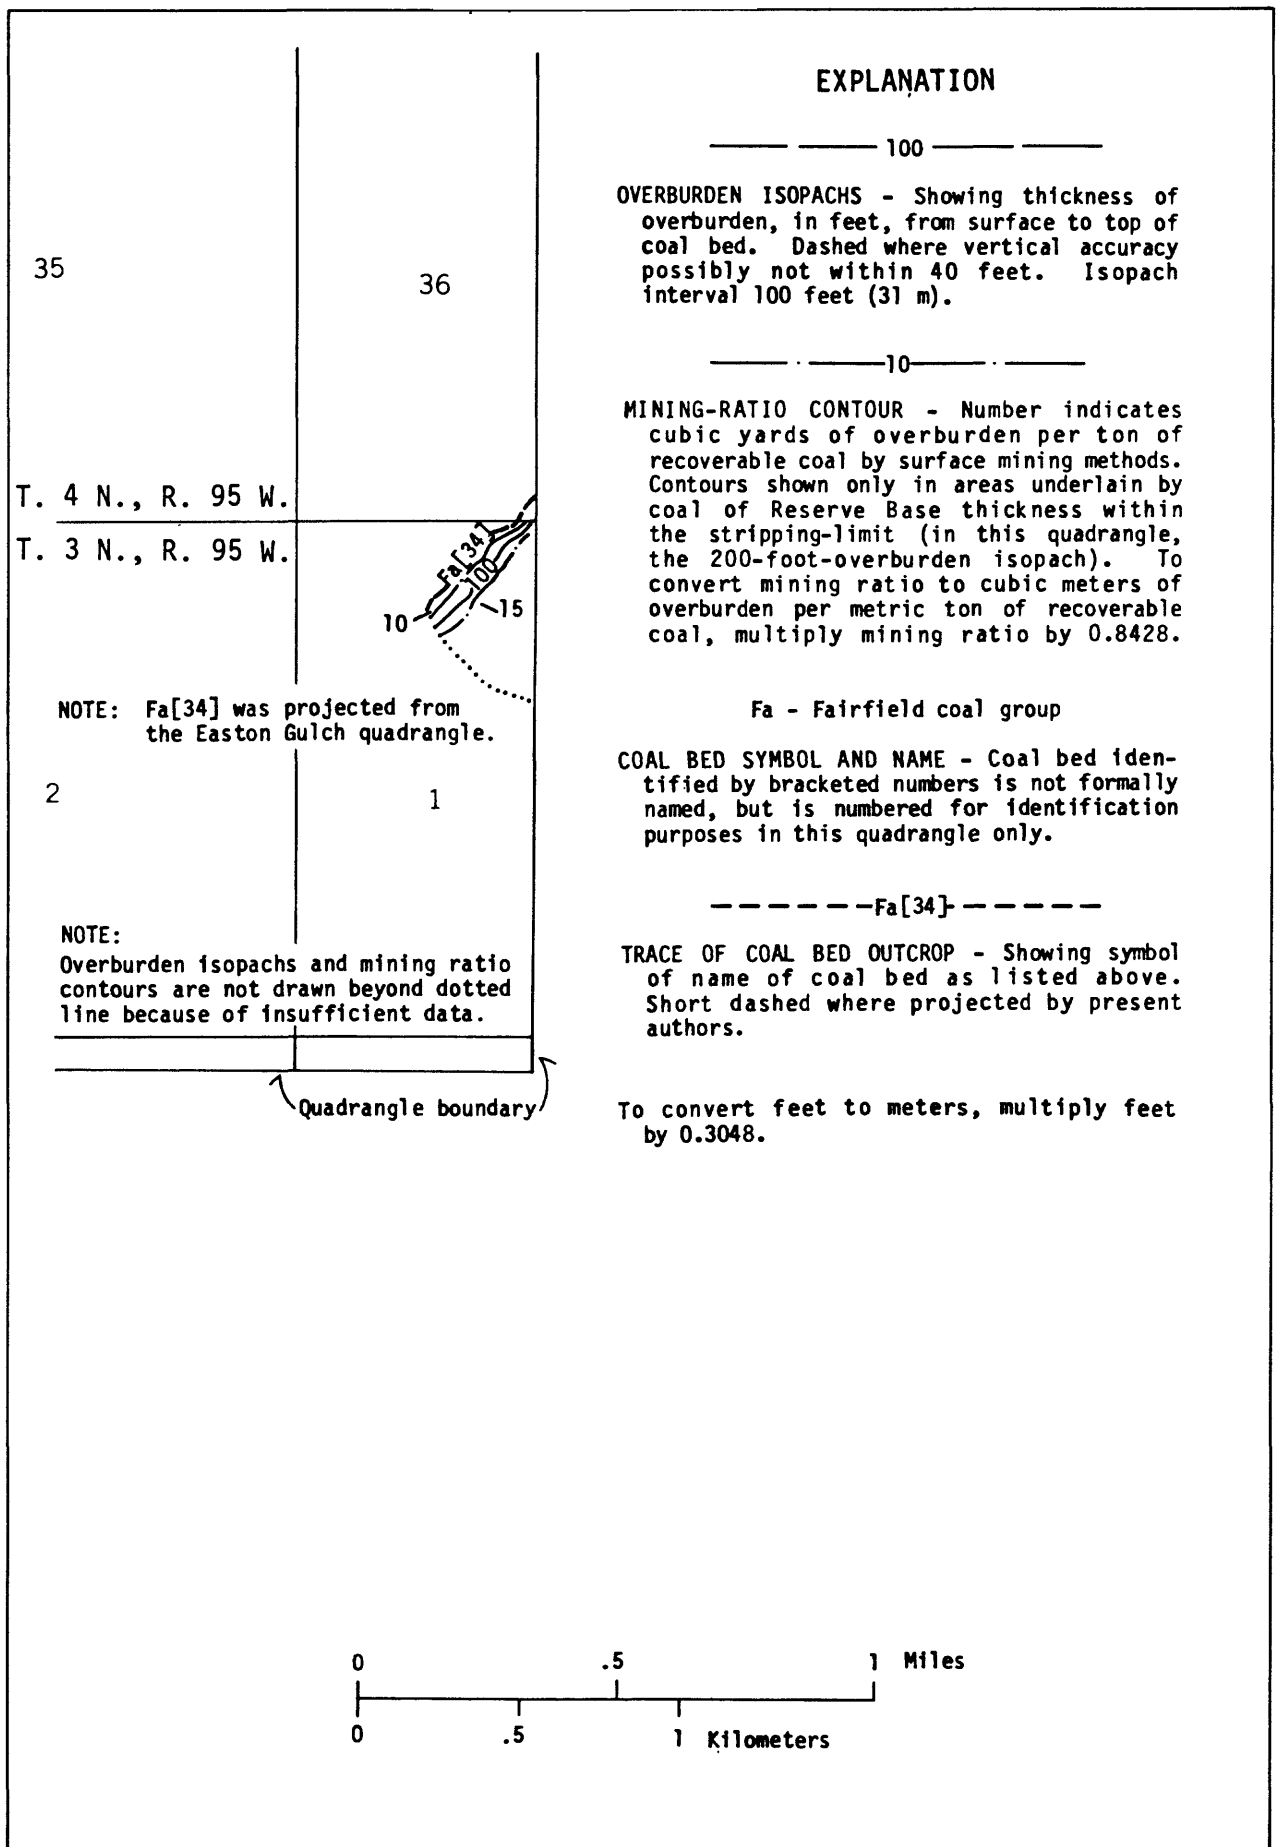 EXPLANATION
100
OVERBURDEN ISOPACHS - Showing thickness of
overburden, in feet, from surface to top of
coal bed. Dashed where vertical accuracy
possibly not within 40 feet. Isopach
interval 100 feet (31 m).
10
MINING-RATIO CONTOUR - Number indicates
cubic yards of overburden per ton of
recoverable coal by surface mining methods.
Contours shown only in areas underlain by
coal of Reserve Base thickness within
the stripping-limit (in this quadrangle,
the 200-foot-overburden isopach). To
convert mining ratio to cubic meters of
overburden per metric ton of recoverable
coal, multiply mining ratio by 0.8428.
Fa - Fairfield coal group
COAL BED SYMBOL AND NAME - Coal bed iden-
tified by bracketed numbers is not formally
named, but is numbered for identification
purposes in this quadrangle only.
Fa[34]
TRACE OF COAL BED OUTCROP - Showing symbol
of name of coal bed as listed above.
Short dashed where projected by present
authors.
To convert feet to meters, multiply feet
by 0.3048.
35
36
T. 4 N., R. 95 W.
T. 3 N., R. 95 W.
Fa[34]
100
10
15
NOTE: Fa[34] was projected from
the Easton Gulch quadrangle.
2
1
NOTE:
Overburden isopachs and mining ratio
contours are not drawn beyond dotted
line because of insufficient data.
Quadrangle boundary
0 .5 1 Miles
0 .5 1 Kilometers